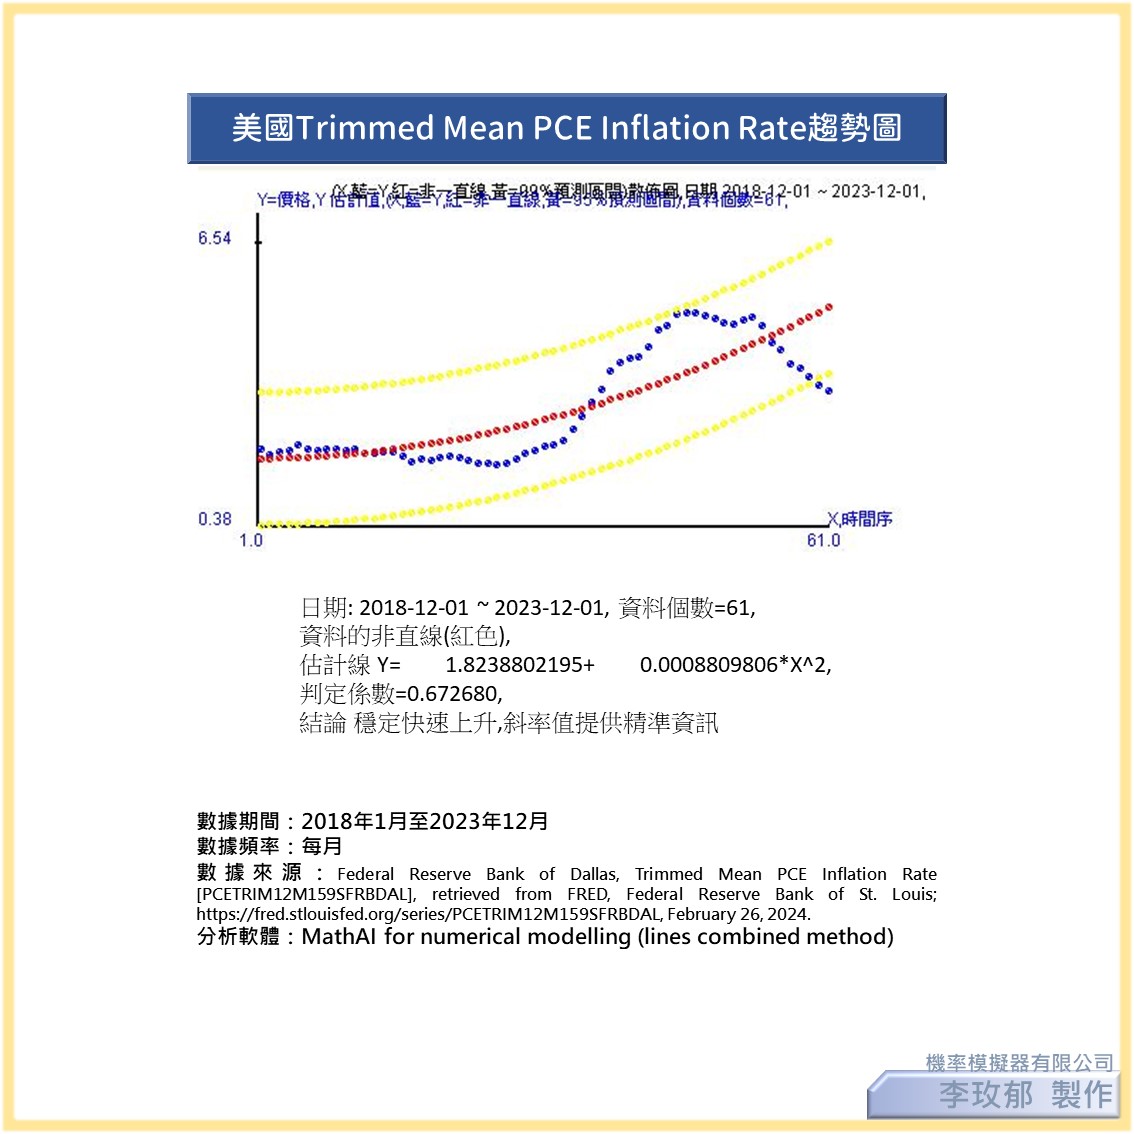 美國Trimmed Mean PCE Inflation Rate趨勢圖
(X,藍=Y,紅=非一直線,黃=99%預測區間)散佈圖,日期 2018-12-01 ~ 2023-12-01,
Y=價格,Y 估計值,(X,藍=Y,紅=非一直線,黃=95%預測區間),資料個數=61,
6.54
0.38
X,時間序
1.0
61.0
日期: 2018-12-01 ~ 2023-12-01, 資料個數=61,
資料的非直線(紅色),
估計線 Y= 1.8238802195+ 0.0008809806*X^2,
判定係數=0.672680,
結論 穩定快速上升,斜率值提供精準資訊
數據期間：2018年1月至2023年12月
數據頻率：每月
數據來源：Federal Reserve Bank of Dallas, Trimmed Mean PCE Inflation Rate
[PCETRIM12M159SFRBDAL], retrieved from FRED, Federal Reserve Bank of St. Louis;
https://fred.stlouisfed.org/series/PCETRIM12M159SFRBDAL, February 26, 2024.
分析軟體：MathAI for numerical modelling (lines combined method)
機率模擬器有限公司
李玫郁 製作